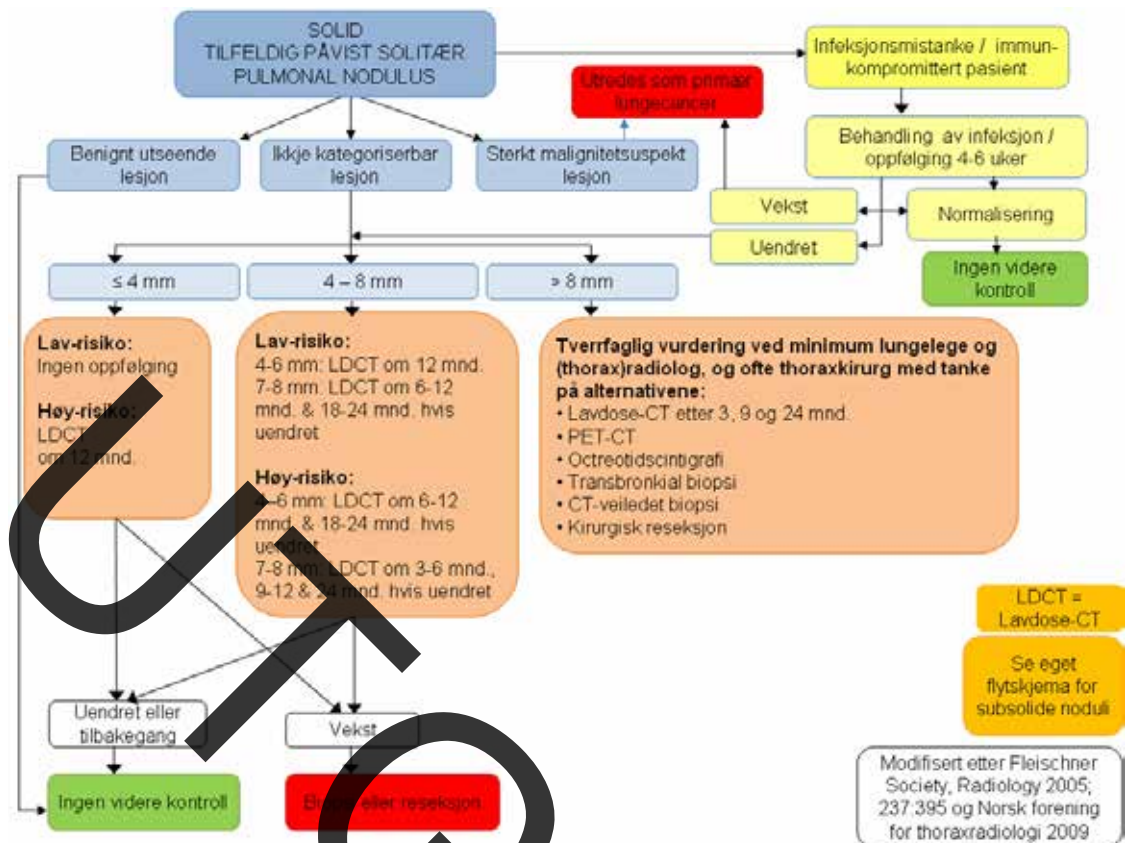 SOLID
TILFELDIG PÅVIST SOLITÆR
PULMONAL NODULUS
Infeksjonsmistanke / immun-
kompromittert pasient
Utredes som primær
lungecancer
Behandling av infeksjon /
oppfølging 4-6 uker
Benignt utseende
lesjon
Ikkje kategoriserbar
lesjon
Sterkt malignitetsuspekt
lesjon
Vekst
Normalisering
Uendret
Ingen videre
kontroll
≤ 4 mm
4 – 8 mm
> 8 mm
Lav-risiko:
Ingen oppfølging
Høy-risiko:
LDCT
om 12 mnd.
Lav-risiko:
4-6 mm: LDCT om 12 mnd.
7-8 mm: LDCT om 6-12
mnd. & 18-24 mnd. hvis
uendret
Høy-risiko:
4–6 mm: LDCT om 6-12
mnd. & 18-24 mnd. hvis
uendret
7-8 mm: LDCT om 3-6 mnd.,
9-12 & 24 mnd. hvis uendret
Tverrfaglig vurdering ved minimum lungelege og
(thorax)radiolog, og ofte thoraxkirurg med tanke
på alternativene:
• Lavdose-CT etter 3, 9 og 24 mnd.
• PET-CT
• Octreotidscintigrafi
• Transbronkial biopsi
• CT-veiledet biopsi
• Kirurgisk reseksjon
LDCT =
Lavdose-CT
Se eget
flytskjema for
subsolide noduli
Uendret eller
tilbakegang
Vekst
Ingen videre kontroll
Biopsi eller reseksjon
Modifisert etter Fleischner
Society, Radiology 2005;
237:395 og Norsk forening
for thoraxradiologi 2009
UTG